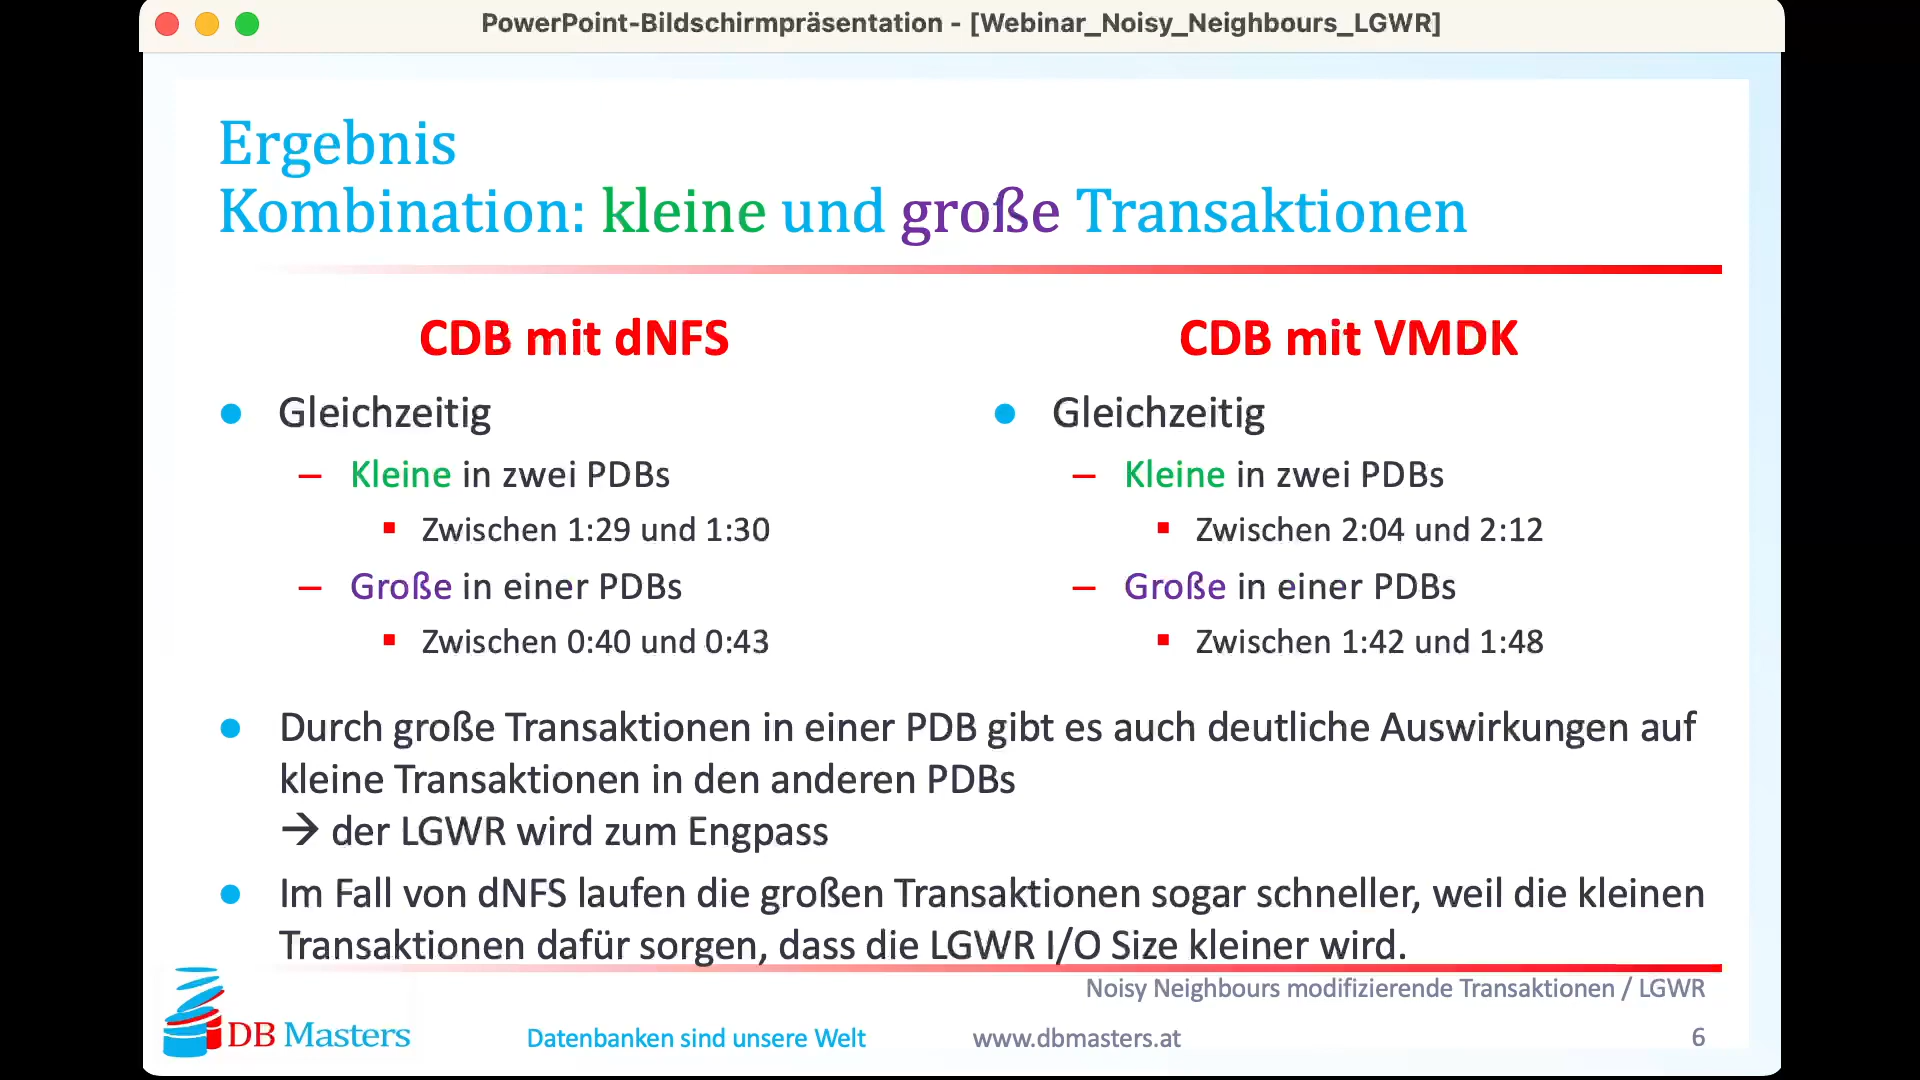 PowerPoint-Bildschirmpräsentation - [Webinar_Noisy_Neighbours_LGWR]
Ergebnis
Kombination: kleine und große Transaktionen
CDB mit dNFS
Gleichzeitig
– Kleine in zwei PDBs
Zwischen 1:29 und 1:30
– Große in einer PDBs
Zwischen 0:40 und 0:43
CDB mit VMDK
Gleichzeitig
– Kleine in zwei PDBs
Zwischen 2:04 und 2:12
– Große in einer PDBs
Zwischen 1:42 und 1:48
Durch große Transaktionen in einer PDB gibt es auch deutliche Auswirkungen auf
kleine Transaktionen in den anderen PDBs
→ der LGWR wird zum Engpass
Im Fall von dNFS laufen die großen Transaktionen sogar schneller, weil die kleinen
Transaktionen dafür sorgen, dass die LGWR I/O Size kleiner wird.
Noisy Neighbours modifizierende Transaktionen / LGWR
DB Masters
Datenbanken sind unsere Welt
www.dbmasters.at
6